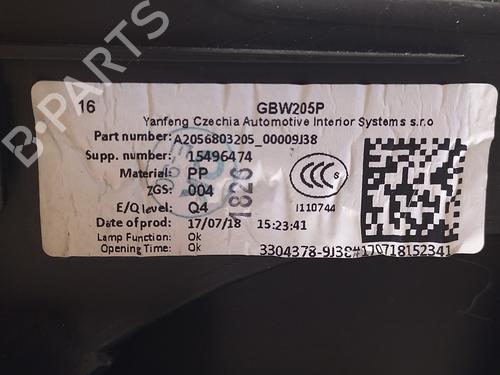 16 GBW205P
Yanfeng Czechia Automotive Interior Systems s.r.o
Part number: A2056803205_00009J38
Supp. number: 15496474
Material: PP
ZGS: 004
E/Q level: Q4
Date of prod: 17/07/18 15:23:41
Lamp Function: Ok
Opening Time: Ok
1826
CCC S
I110744
3304378-9J38#170718152341
B-PARTS